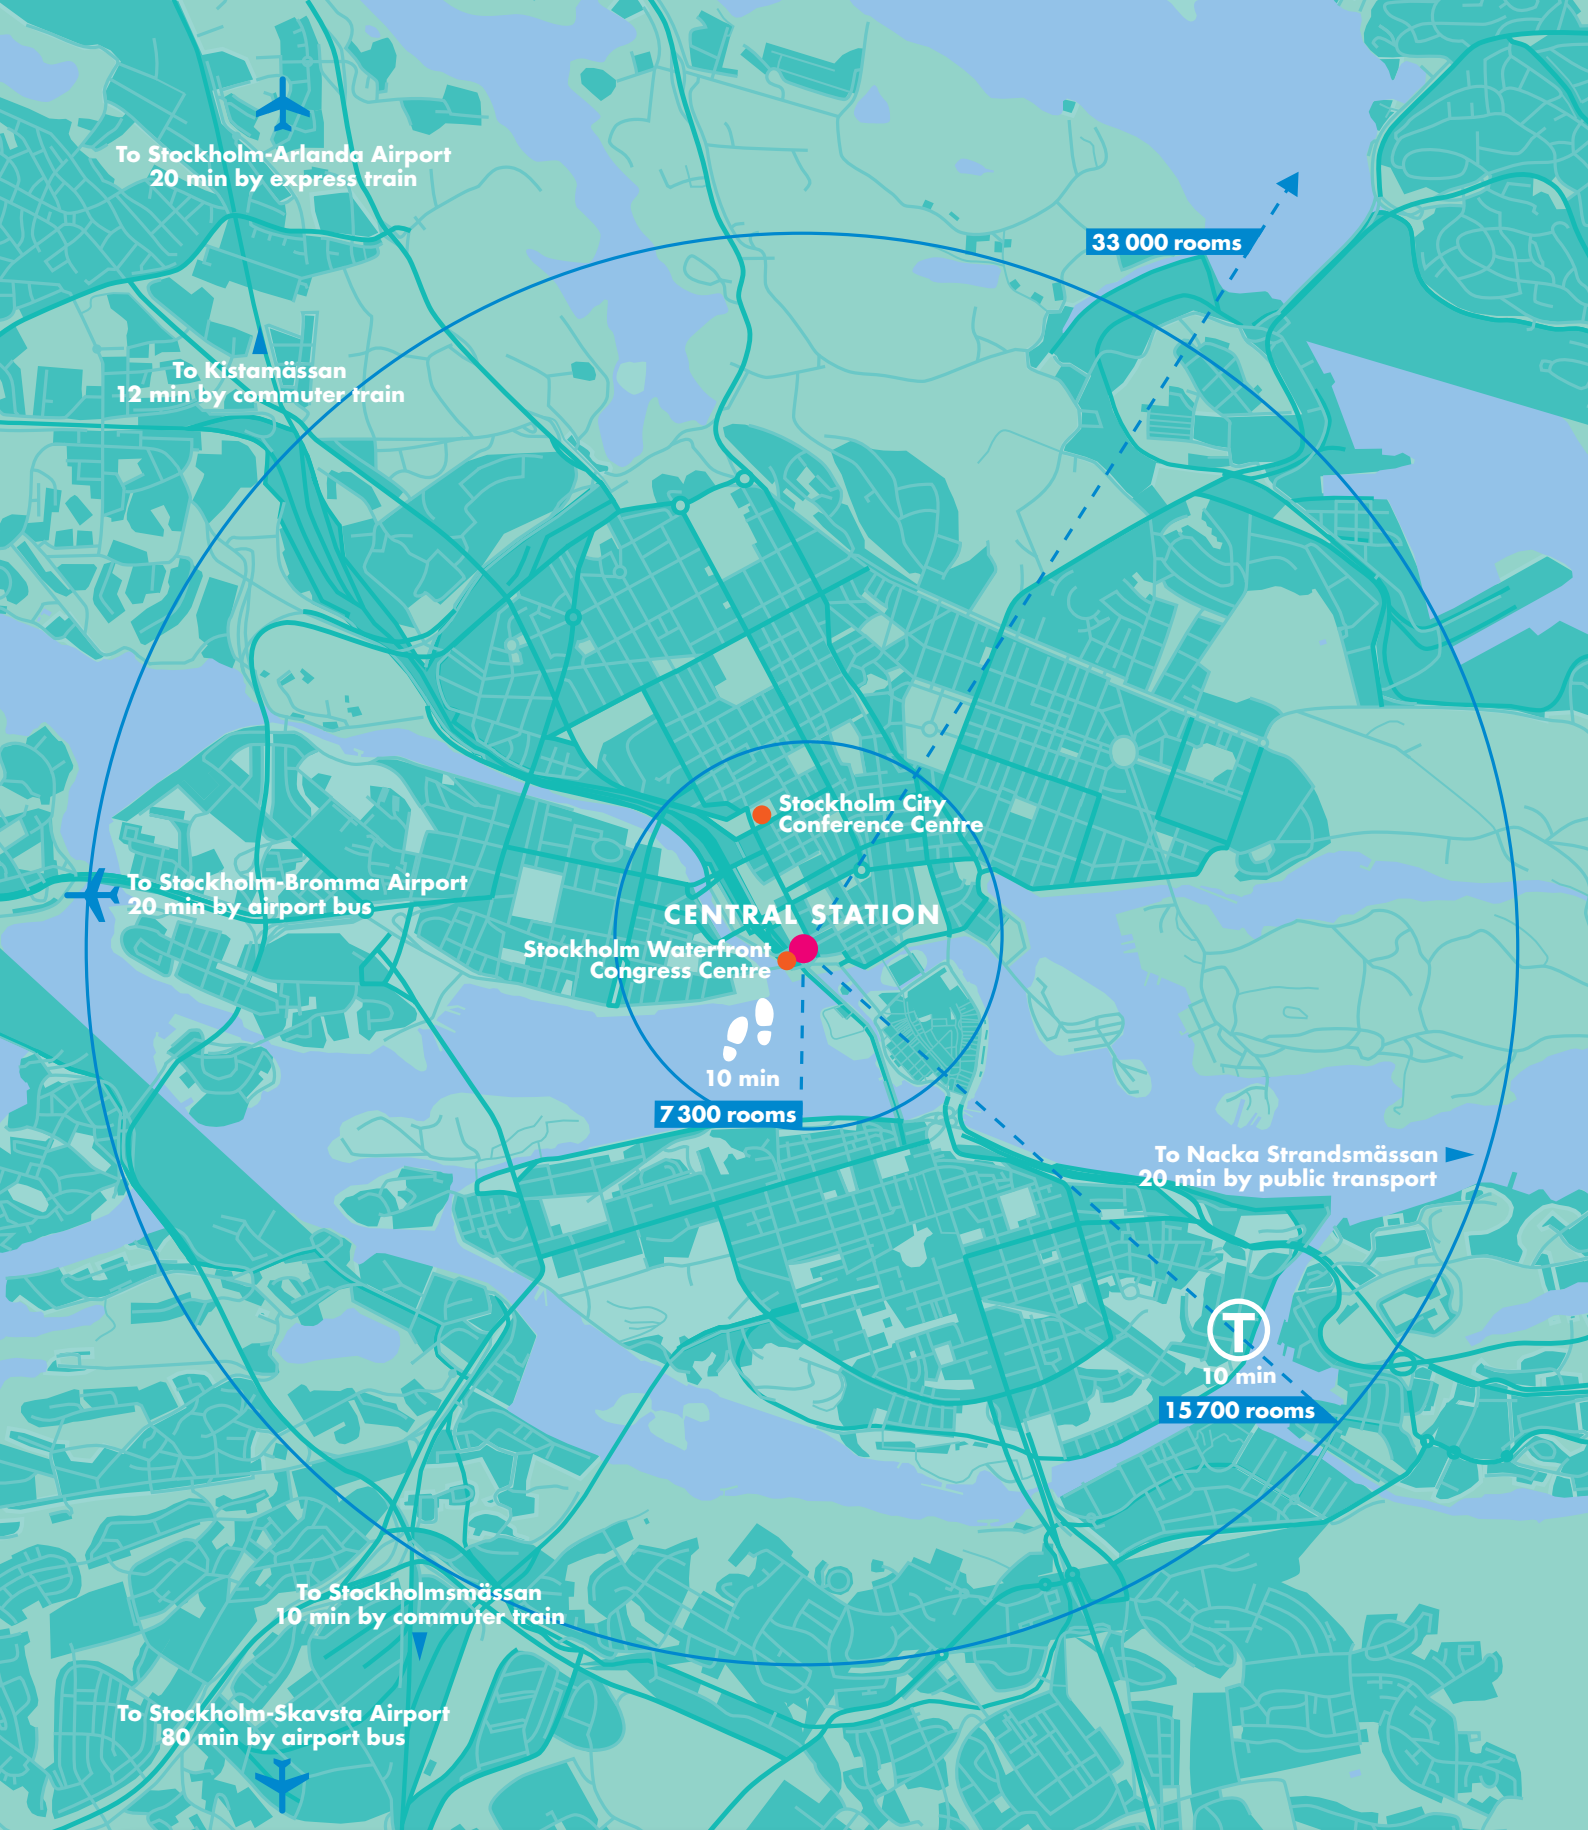 To Stockholm-Arlanda Airport
20 min by express train
33 000 rooms
To Kistamässan
12 min by commuter train
Stockholm City
Conference Centre
To Stockholm-Bromma Airport
20 min by airport bus
CENTRAL STATION
Stockholm Waterfront
Congress Centre
10 min
7 300 rooms
To Nacka Strandsmässan
20 min by public transport
T
10 min
15 700 rooms
To Stockholmsmässan
10 min by commuter train
To Stockholm-Skavsta Airport
80 min by airport bus